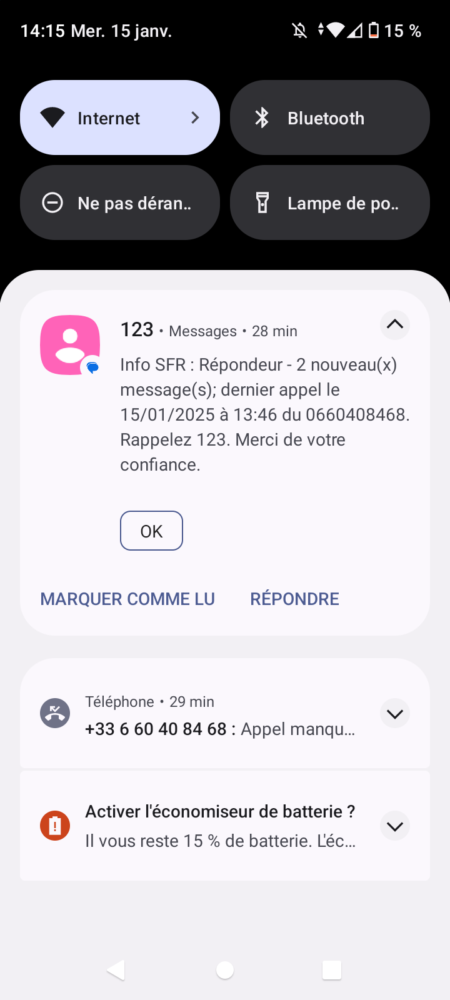 14:15 Mer. 15 janv.
15 %
Internet
Bluetooth
Ne pas déran..
Lampe de po..
123 • Messages • 28 min
Info SFR : Répondeur - 2 nouveau(x)
message(s); dernier appel le
15/01/2025 à 13:46 du 0660408468.
Rappelez 123. Merci de votre
confiance.
OK
MARQUER COMME LU
RÉPONDRE
Téléphone • 29 min
+33 6 60 40 84 68 : Appel manqu...
Activer l'économiseur de batterie ?
Il vous reste 15 % de batterie. L'éc...